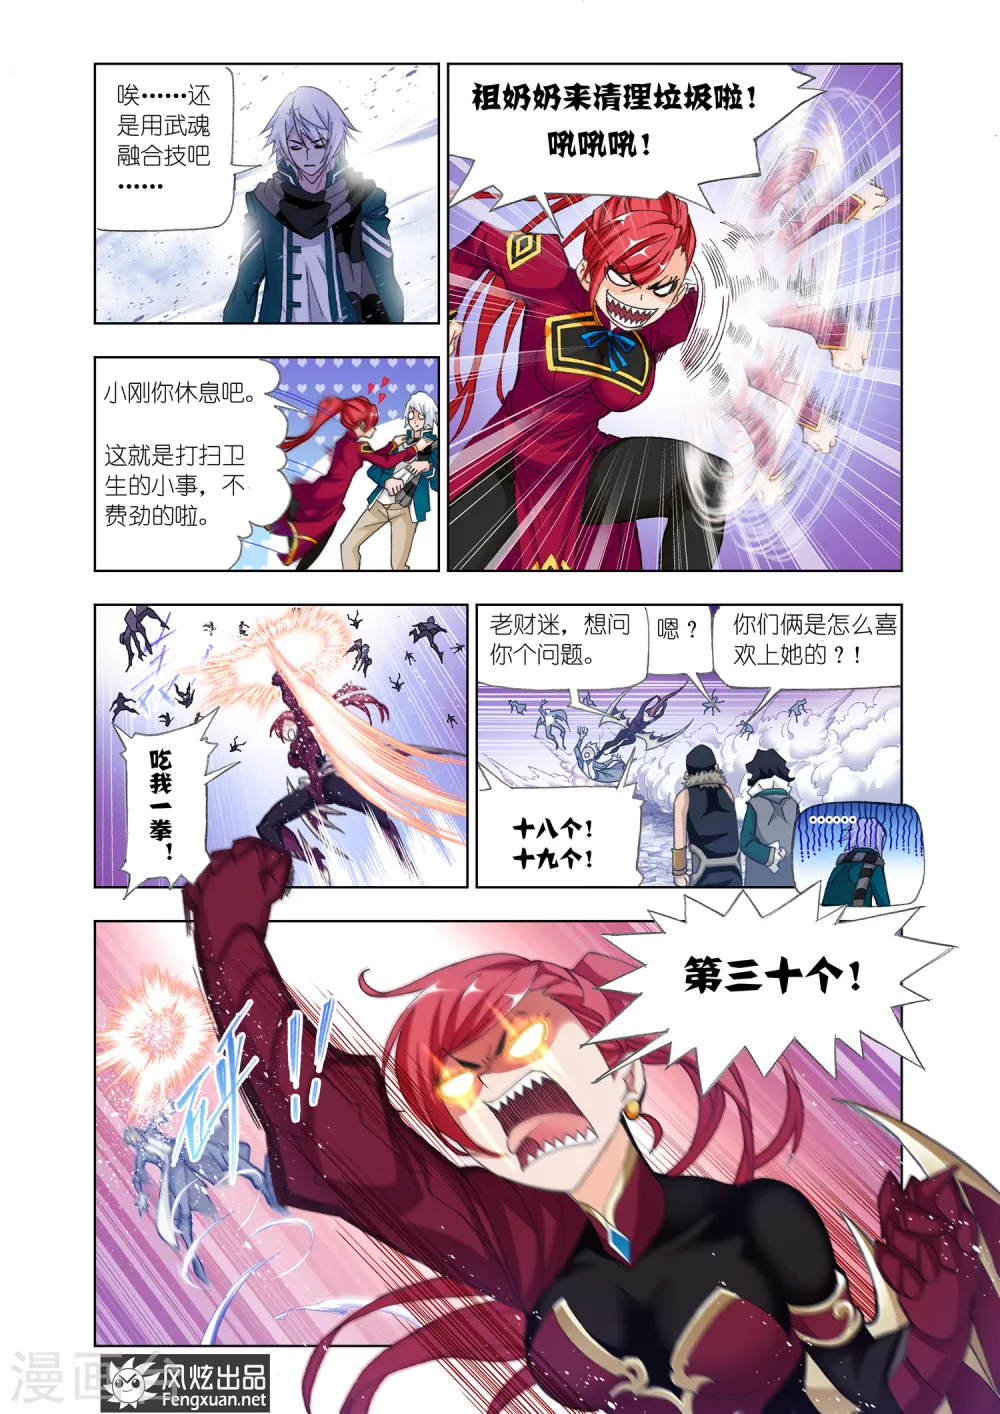 唉……还
是用武魂
融合技吧
……
祖奶奶来清理垃圾啦！
吼吼吼！
小刚你休息吧。
这就是打扫卫
生的小事，不
费劲的啦。
吃我一拳！
老财迷，想问
你个问题。
嗯？
你们俩是怎么喜
欢上她的？！
十八个！
十九个！
……
第三十个！
砰!!
漫画台
风炫出品
Fengxuan.net